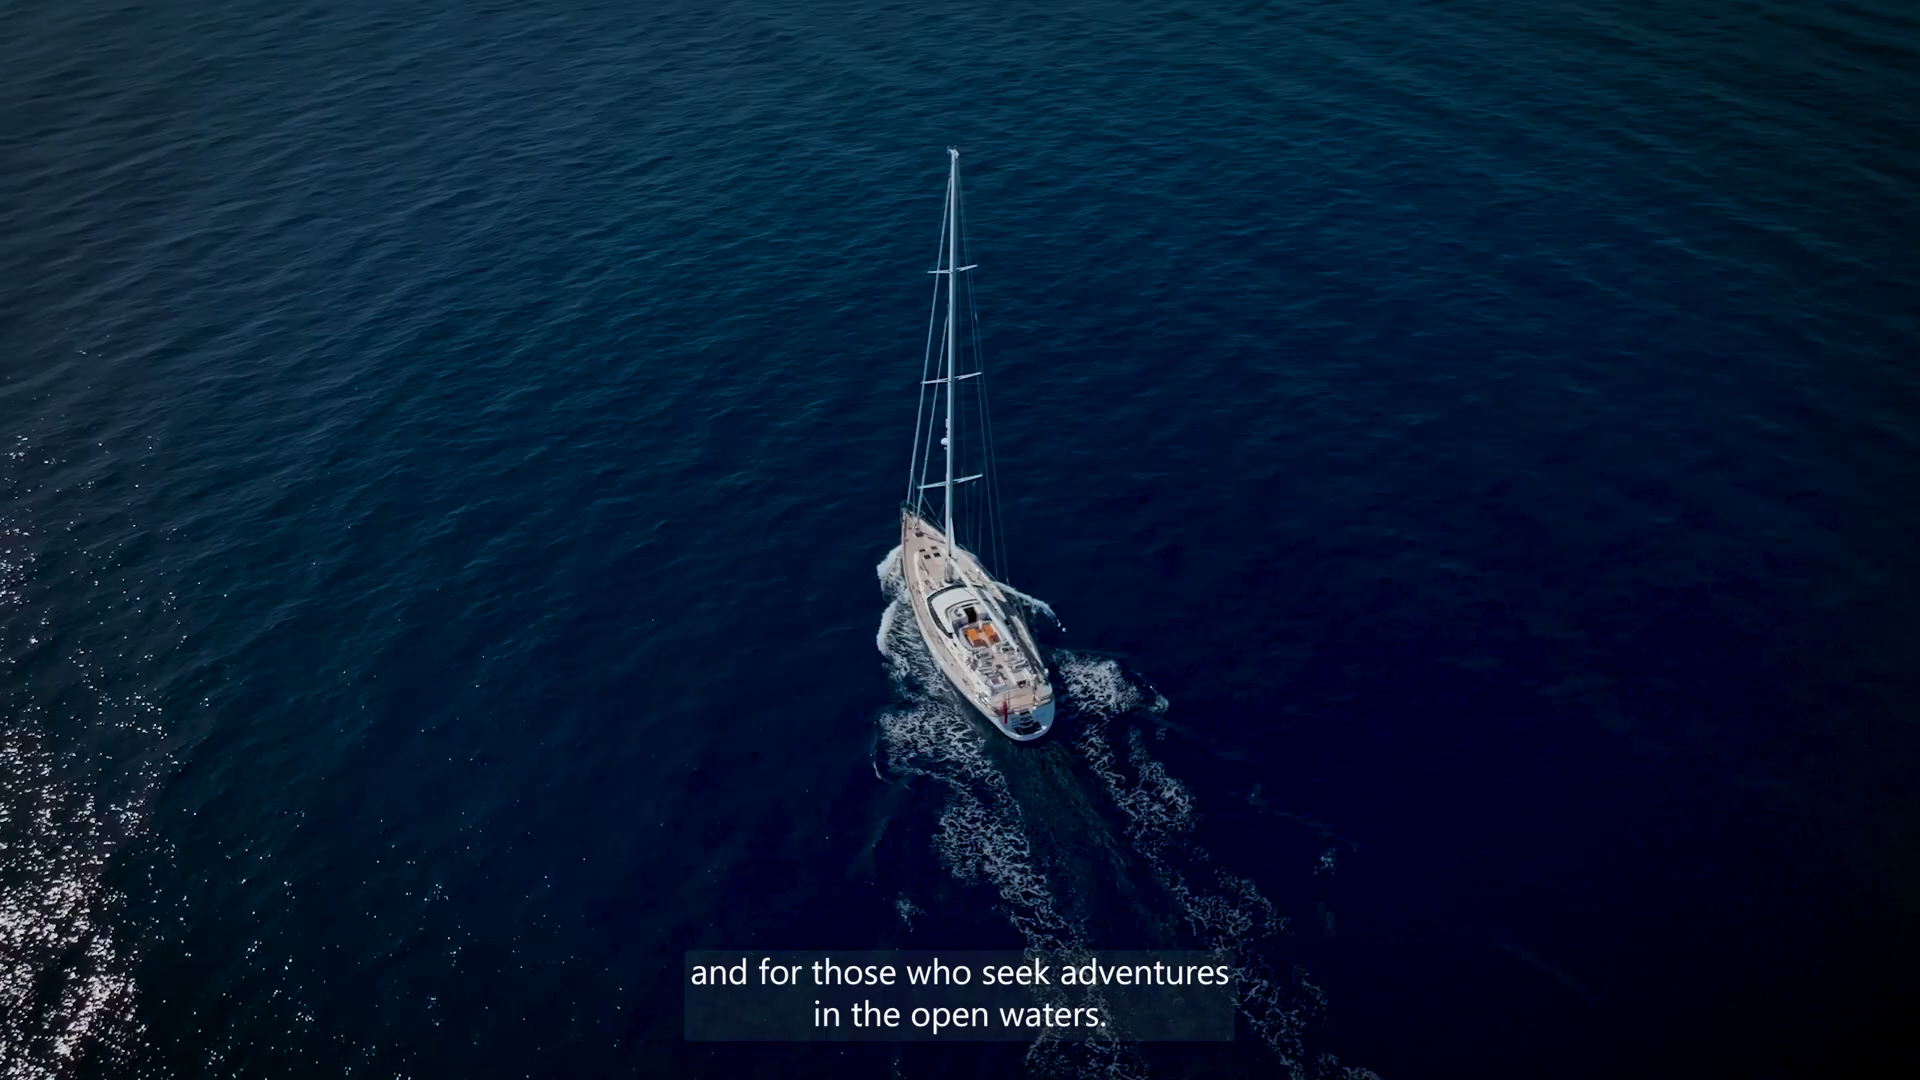 and for those who seek adventures
in the open waters.